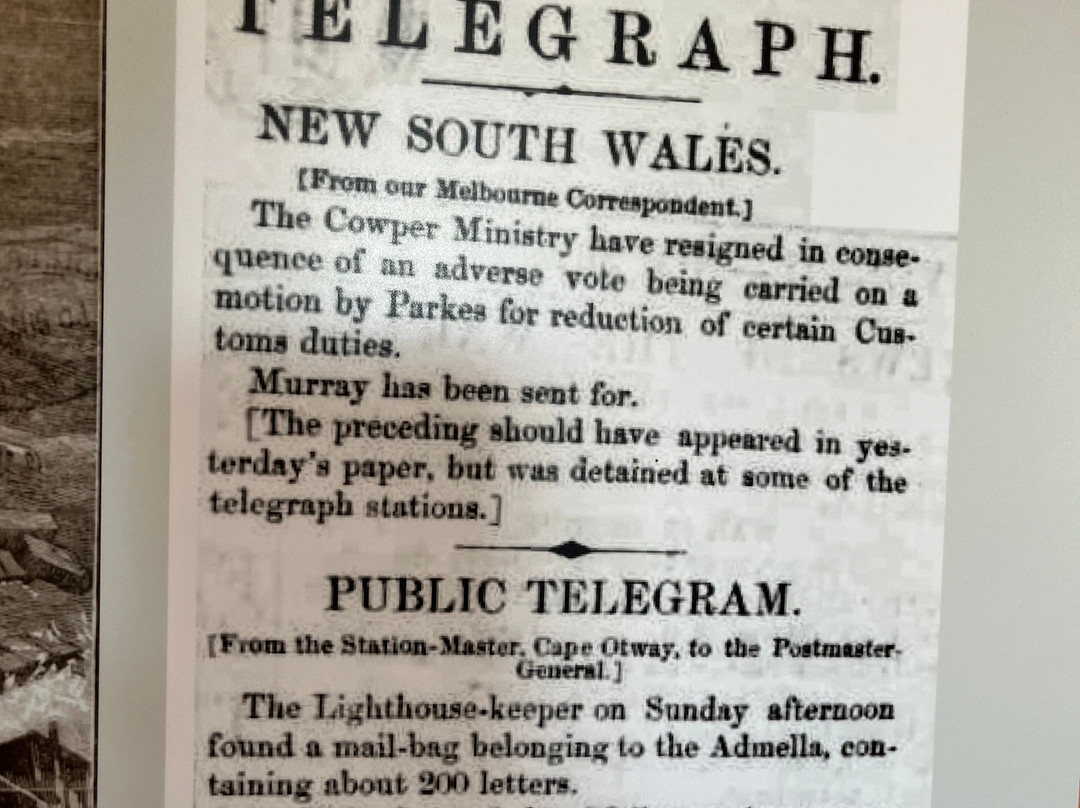 TELEGRAPH.
NEW SOUTH WALES.
[From our Melbourne Correspondent.]
The Cowper Ministry have resigned in conse-
quence of an adverse vote being carried on a
motion by Parkes for reduction of certain Cus-
toms duties.
Murray has been sent for.
[The preceding should have appeared in yes-
terday's paper, but was detained at some of the
telegraph stations.]
PUBLIC TELEGRAM.
[From the Station-Master, Cape Otway, to the Postmaster-
General.]
The Lighthouse-keeper on Sunday afternoon
found a mail-bag belonging to the Admella, con-
taining about 200 letters.